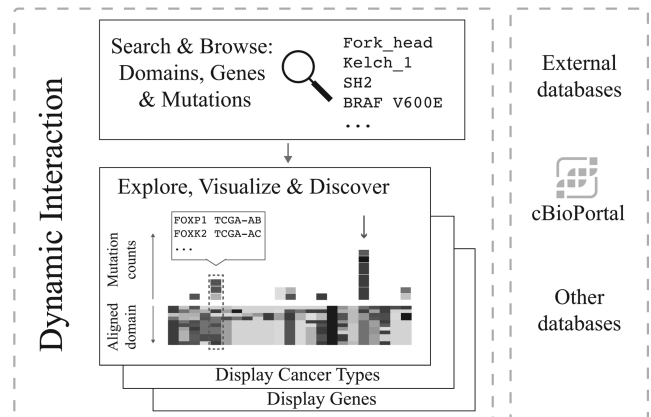 Dynamic Interaction
Search & Browse:
Domains, Genes
& Mutations
Fork_head
Kelch_1
SH2
BRAF V600E
...
Explore, Visualize & Discover
FOXP1 TCGA-AB
FOXK2 TCGA-AC
...
Mutation
counts
Aligned
domain
Display Cancer Types
Display Genes
External
databases
cBioPortal
Other
databases